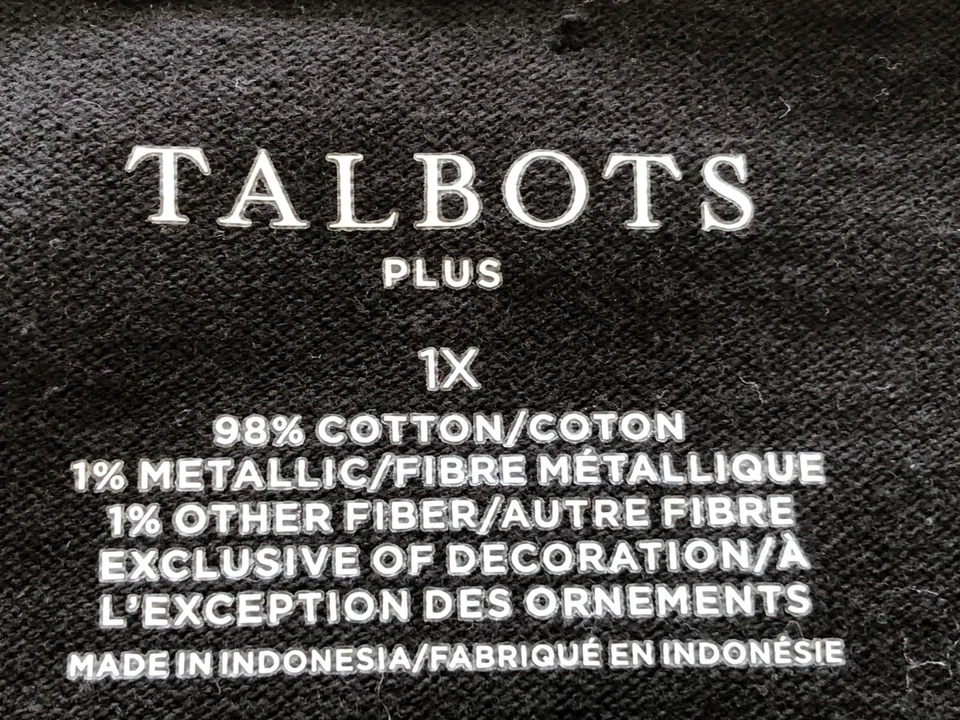 TALBOTS
PLUS
1X
98% COTTON/COTON
1% METALLIC/FIBRE MÉTALLIQUE
1% OTHER FIBER/AUTRE FIBRE
EXCLUSIVE OF DECORATION/À
L'EXCEPTION DES ORNEMENTS
MADE IN INDONESIA/FABRIQUÉ EN INDONÉSIE